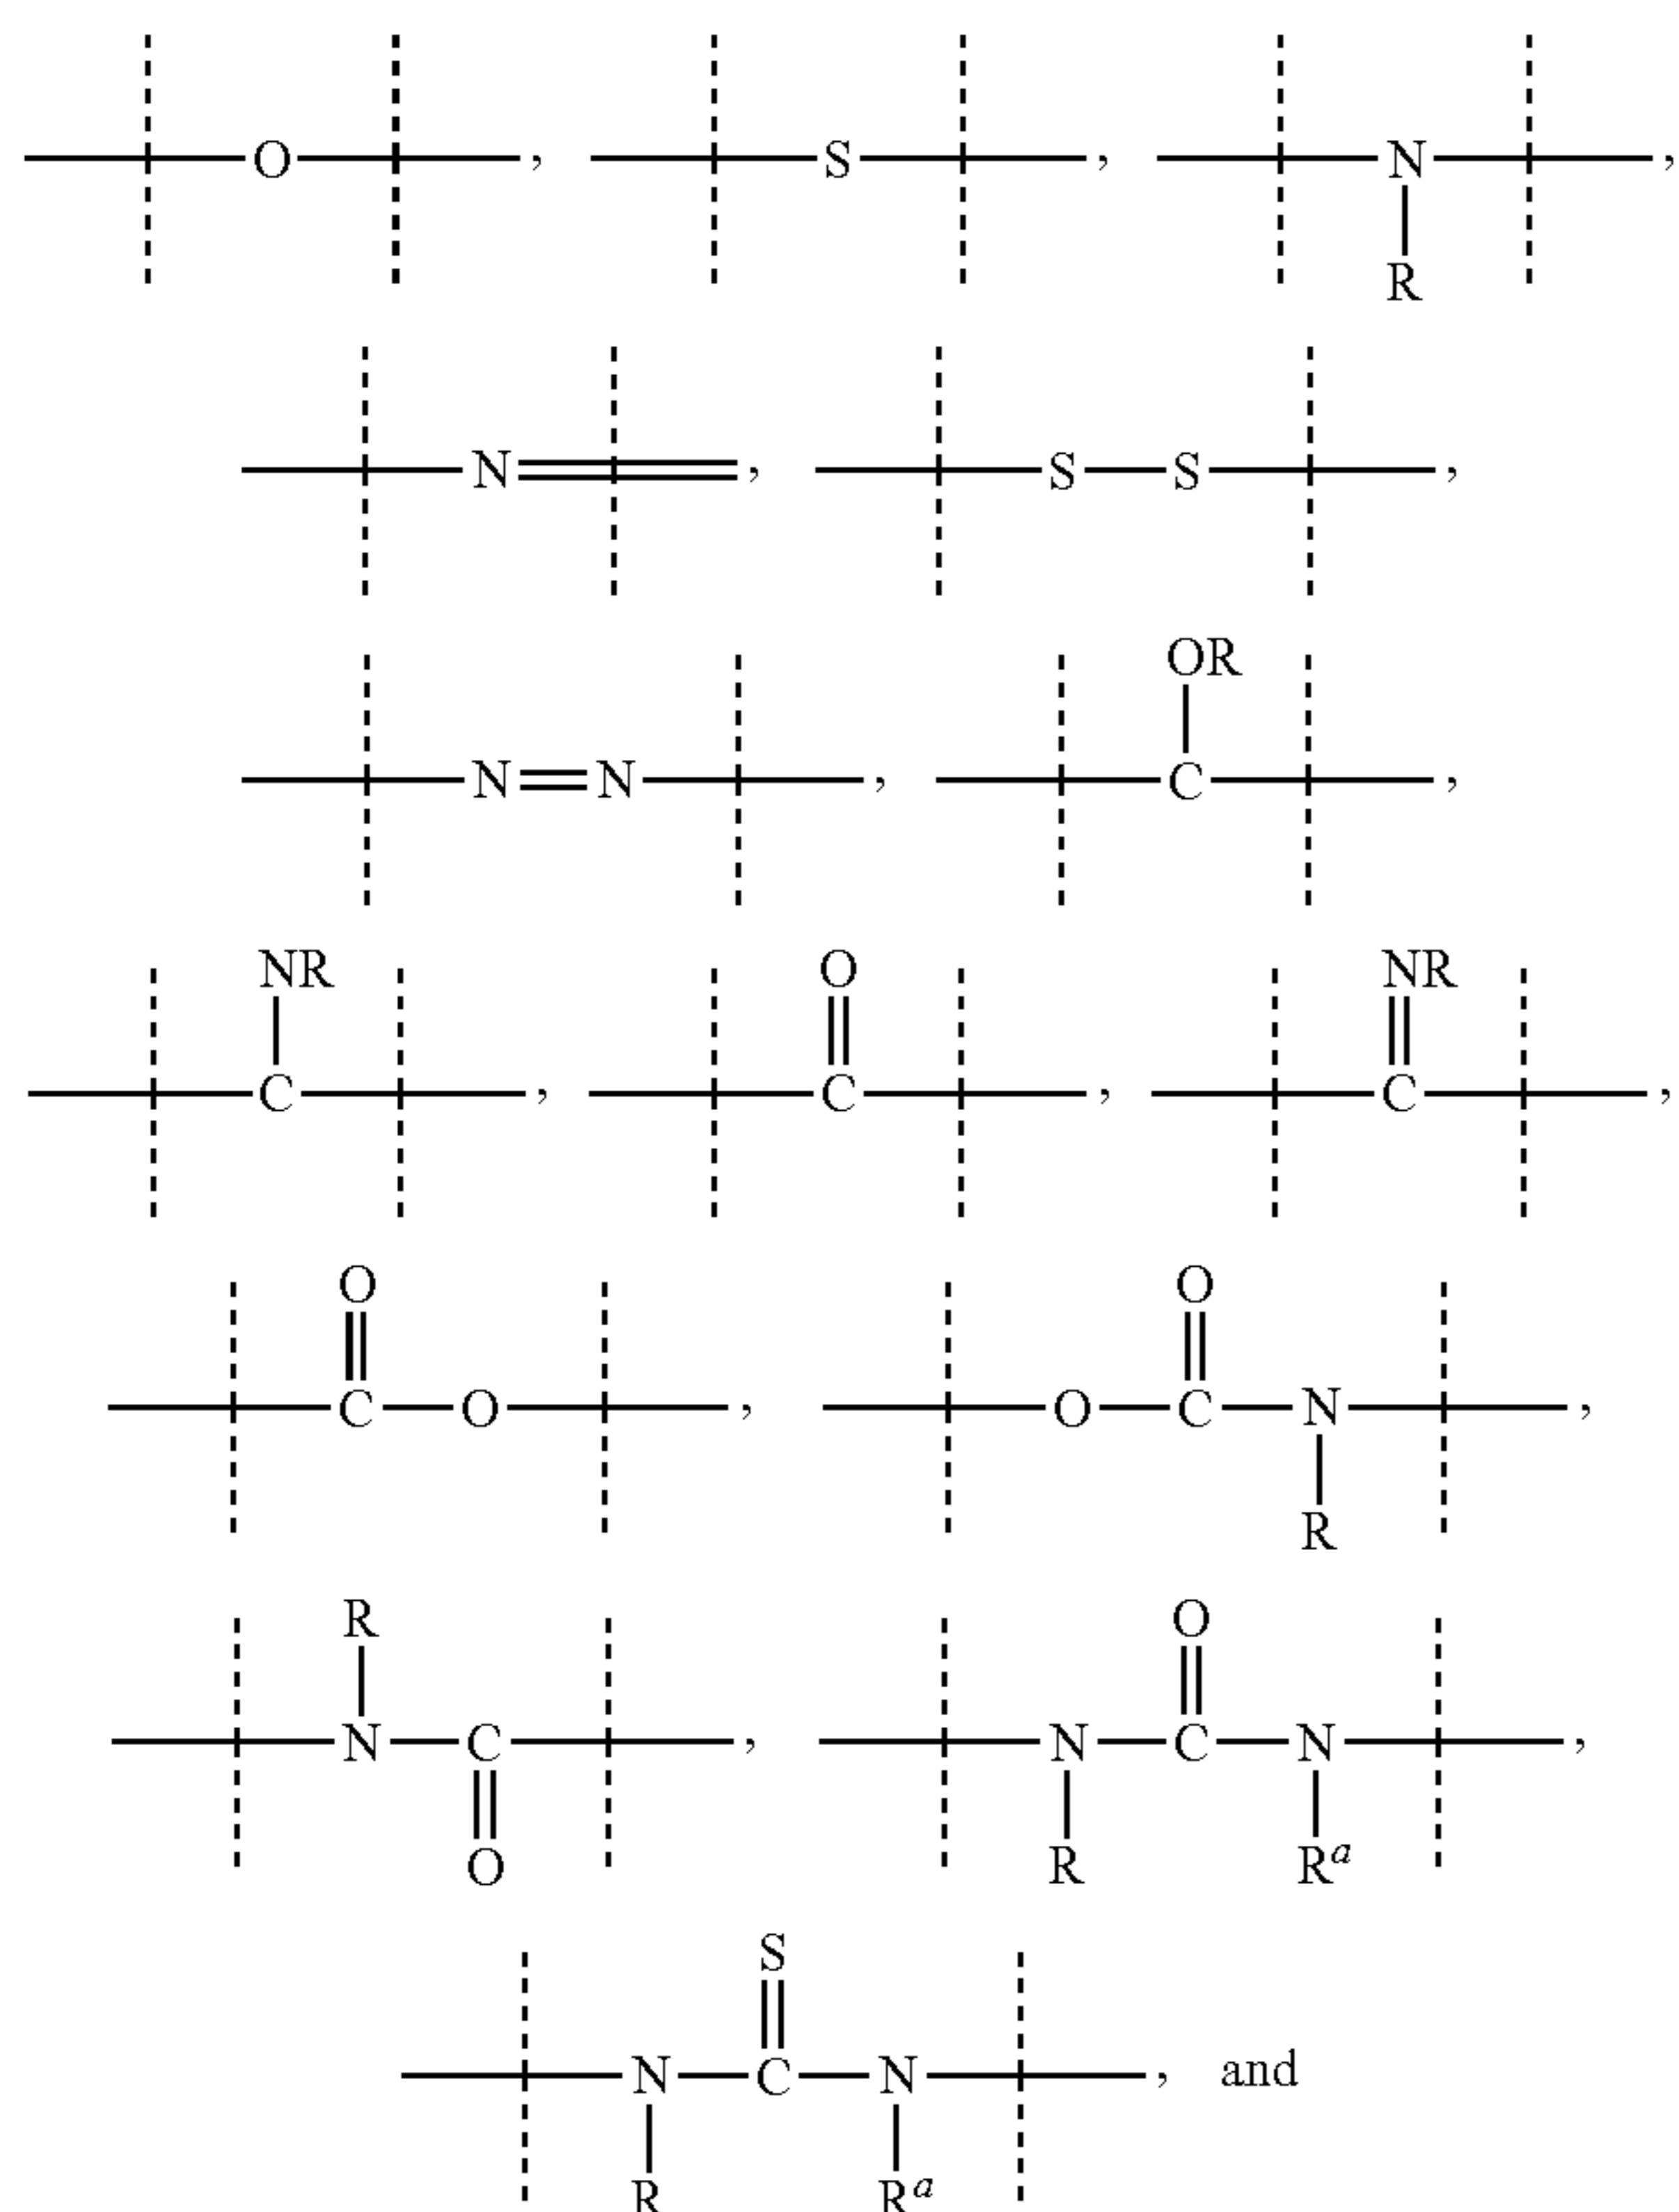 O , S , N ,
R
N , S S ,
OR
N N , C ,
NR O NR
C , C , C ,
O O
C O , O C N ,
R
R O
N C , N C N ,
O R Rᵃ
S
N C N , and
R Rᵃ